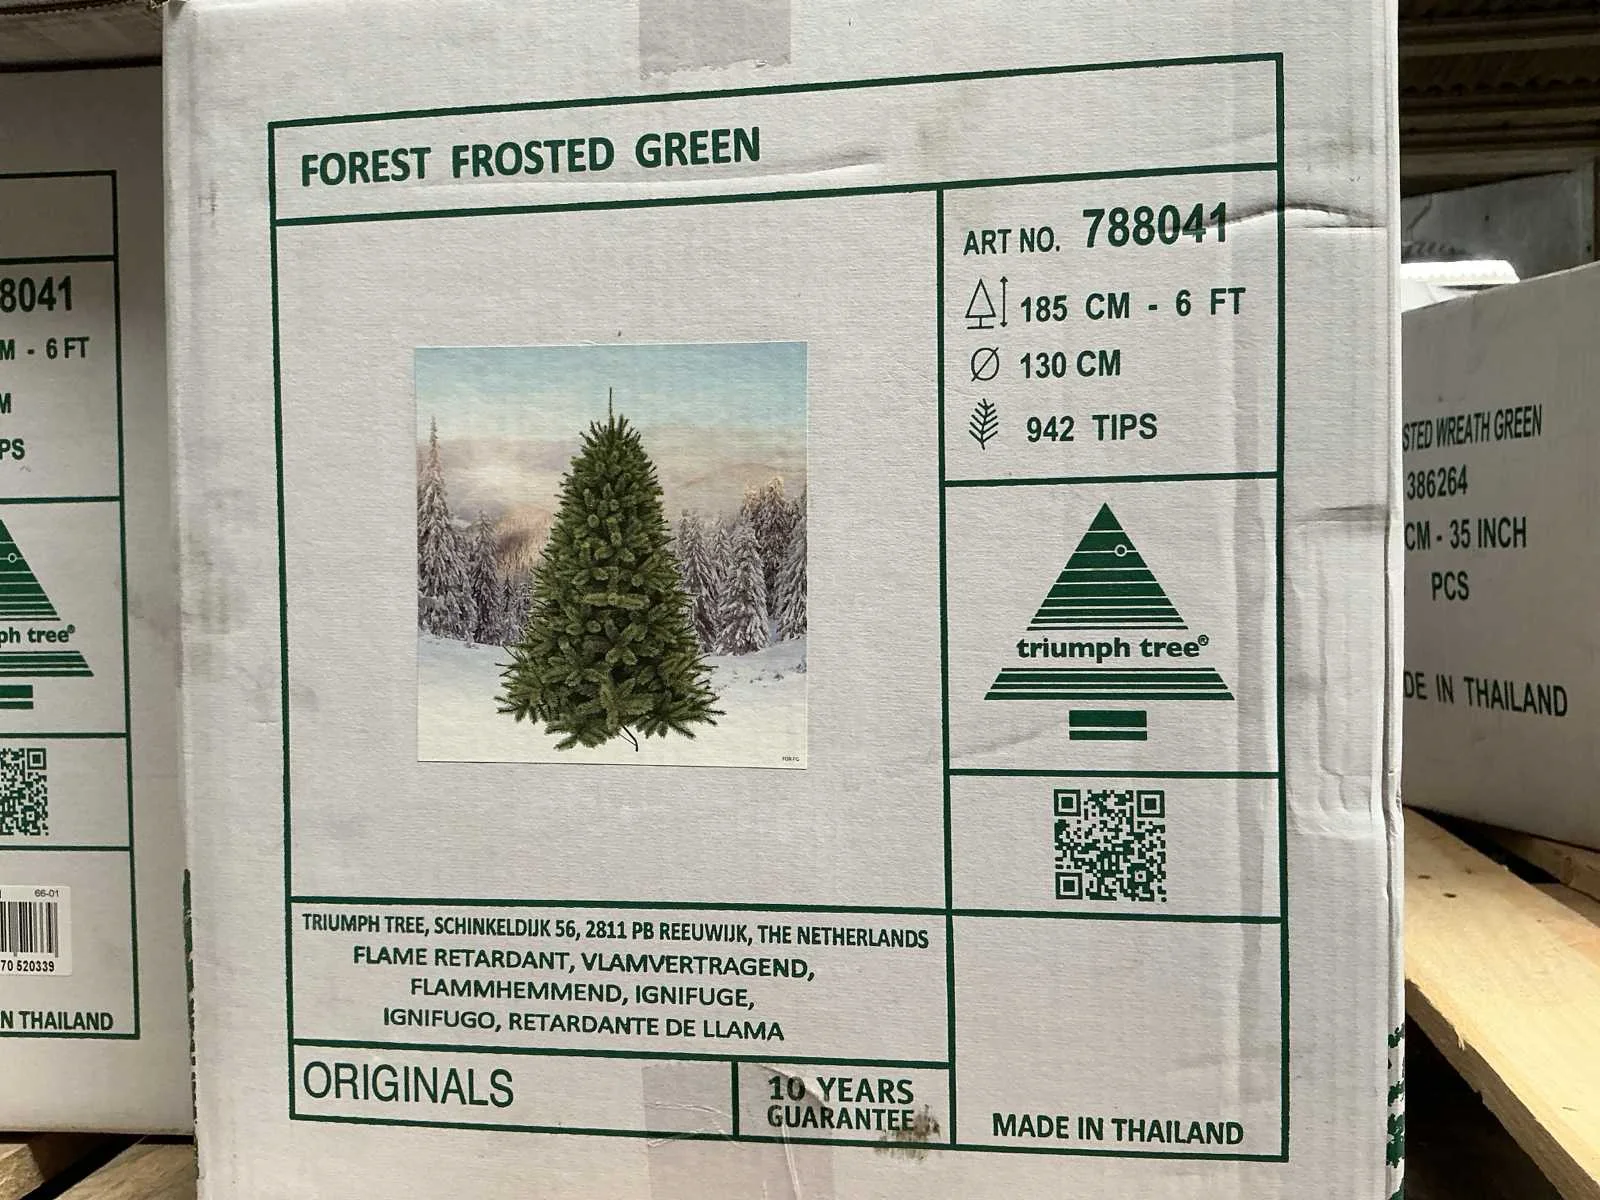 FOREST FROSTED GREEN
ART NO. 788041
185 CM - 6 FT
130 CM
942 TIPS
triumph tree®
TRIUMPH TREE, SCHINKELDIJK 56, 2811 PB REEUWIJK, THE NETHERLANDS
FLAME RETARDANT, VLAMVERTRAGEND,
FLAMMHEMMEND, IGNIFUGE,
IGNIFUGO, RETARDANTE DE LLAMA
ORIGINALS
10 YEARS
GUARANTEE
MADE IN THAILAND
FOR-FG
8041
M - 6 FT
M
PS
ph tree®
66-01
70 520339
N THAILAND
STED WREATH GREEN
386264
CM - 35 INCH
PCS
DE IN THAILAND